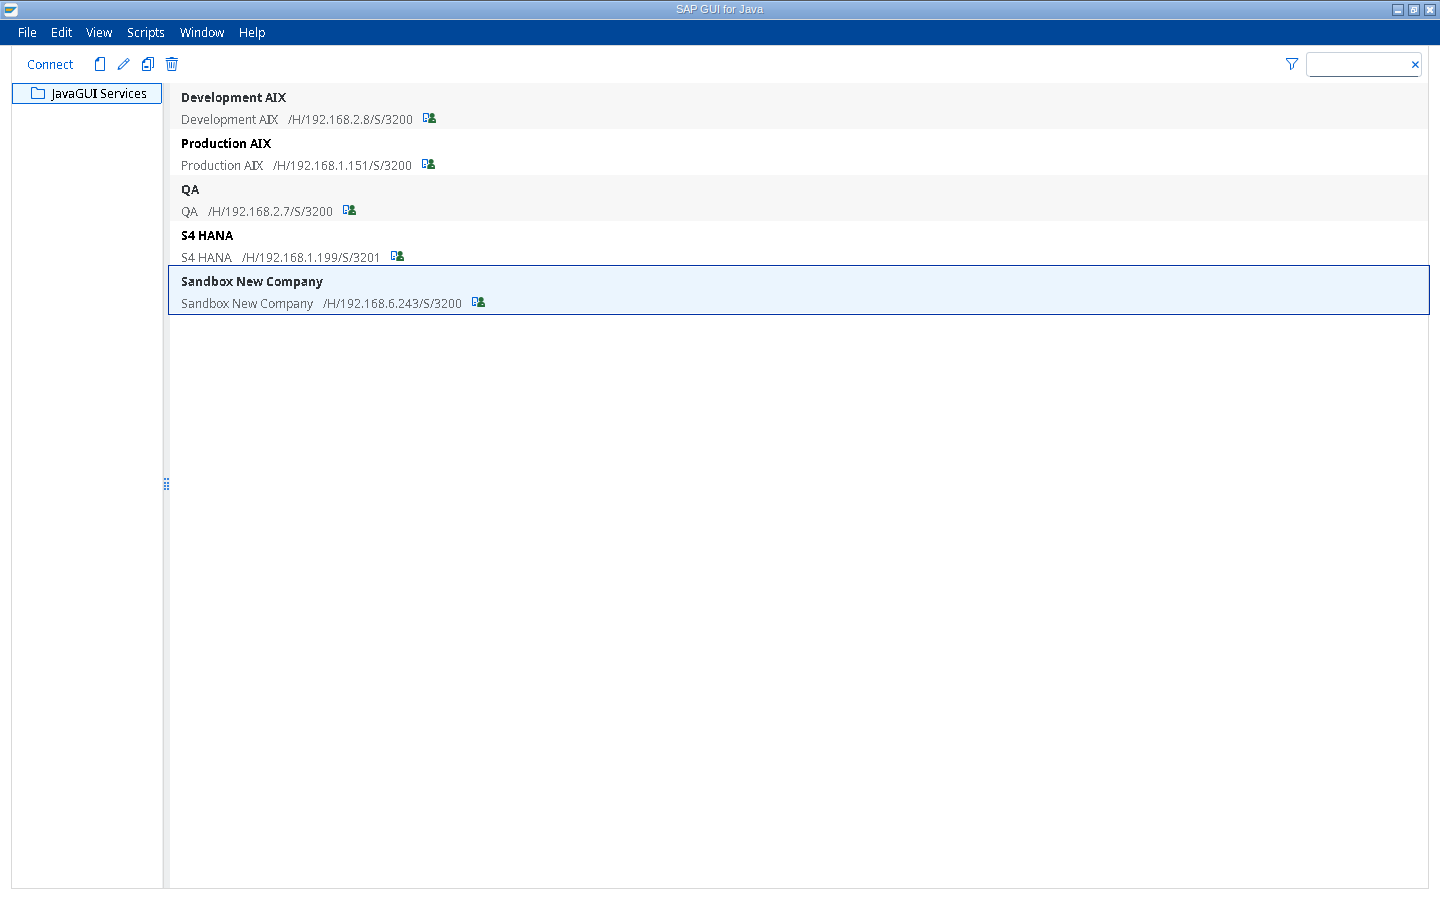 SAP GUI for Java
File Edit View Scripts Window Help
Connect
JavaGUI Services
Development AIX
Development AIX /H/192.168.2.8/S/3200
Production AIX
Production AIX /H/192.168.1.151/S/3200
QA
QA /H/192.168.2.7/S/3200
S4 HANA
S4 HANA /H/192.168.1.199/S/3201
Sandbox New Company
Sandbox New Company /H/192.168.6.243/S/3200